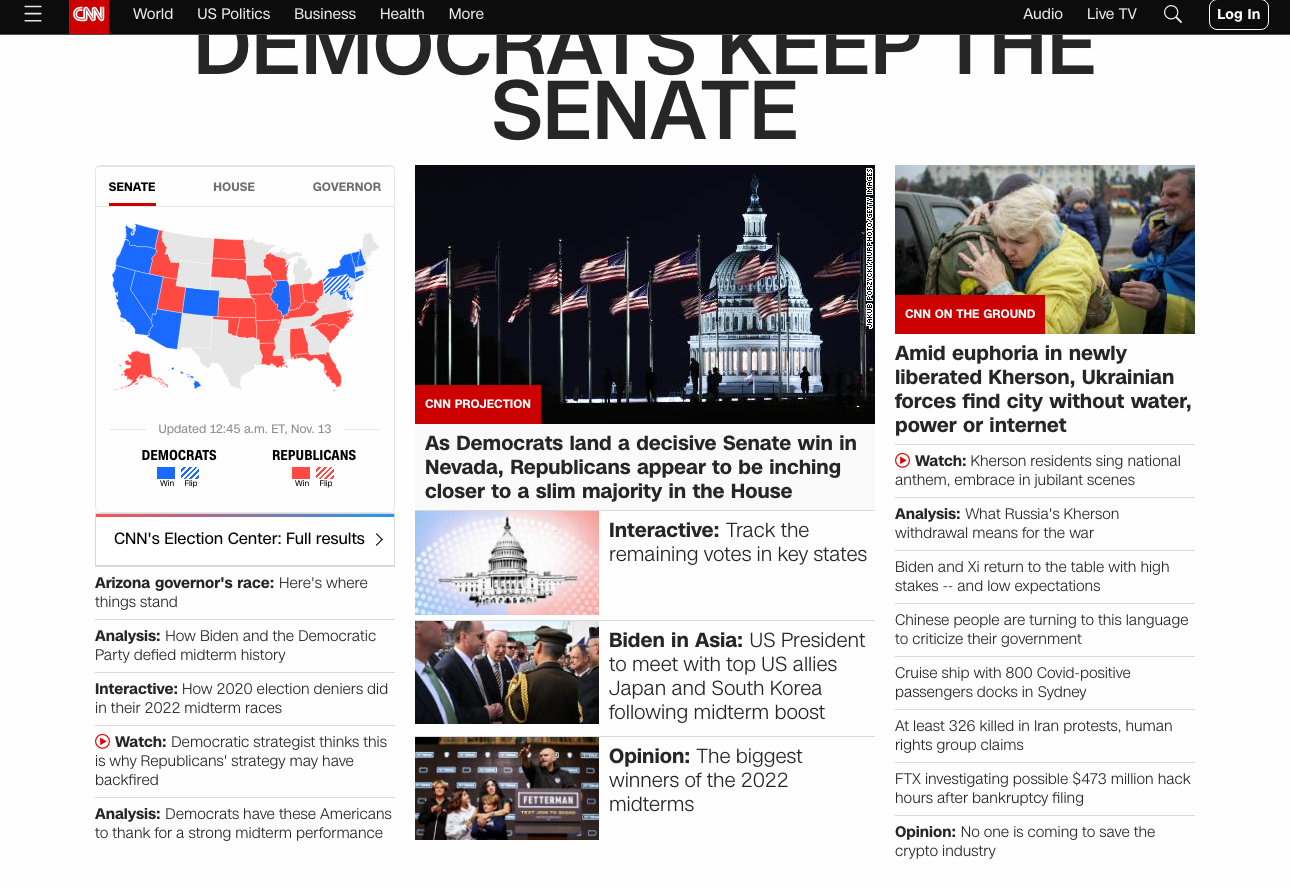 CNN
World
US Politics
Business
Health
More
Audio
Live TV
Log In
DEMOCRATS KEEP THE
SENATE
SENATE
HOUSE
GOVERNOR
Updated 12:45 a.m. ET, Nov. 13
DEMOCRATS
Win
Flip
REPUBLICANS
Win
Flip
CNN's Election Center: Full results
Arizona governor's race: Here's where
things stand
Analysis: How Biden and the Democratic
Party defied midterm history
Interactive: How 2020 election deniers did
in their 2022 midterm races
Watch: Democratic strategist thinks this
is why Republicans' strategy may have
backfired
Analysis: Democrats have these Americans
to thank for a strong midterm performance
JAKUB PORZYCKI/NURPHOTO/GETTY IMAGES
CNN PROJECTION
As Democrats land a decisive Senate win in
Nevada, Republicans appear to be inching
closer to a slim majority in the House
Interactive: Track the
remaining votes in key states
Biden in Asia: US President
to meet with top US allies
Japan and South Korea
following midterm boost
FETTERMAN
Opinion: The biggest
winners of the 2022
midterms
CNN ON THE GROUND
Amid euphoria in newly
liberated Kherson, Ukrainian
forces find city without water,
power or internet
Watch: Kherson residents sing national
anthem, embrace in jubilant scenes
Analysis: What Russia's Kherson
withdrawal means for the war
Biden and Xi return to the table with high
stakes -- and low expectations
Chinese people are turning to this language
to criticize their government
Cruise ship with 800 Covid-positive
passengers docks in Sydney
At least 326 killed in Iran protests, human
rights group claims
FTX investigating possible $473 million hack
hours after bankruptcy filing
Opinion: No one is coming to save the
crypto industry